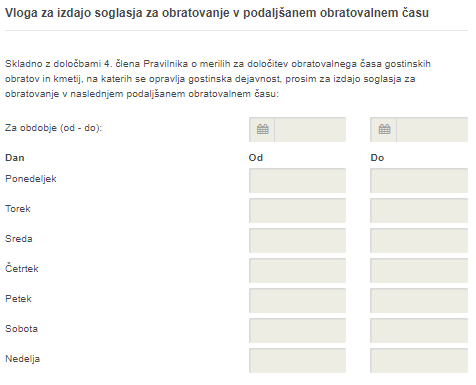 Vloga za izdajo soglasja za obratovanje v podaljšanem obratovalnem času
Skladno z določbami 4. člena Pravilnika o merilih za določitev obratovalnega časa gostinskih
obratov in kmetij, na katerih se opravlja gostinska dejavnost, prosim za izdajo soglasja za
obratovanje v naslednjem podaljšanem obratovalnem času:
Za obdobje (od - do):
Dan Od Do
Ponedeljek
Torek
Sreda
Četrtek
Petek
Sobota
Nedelja